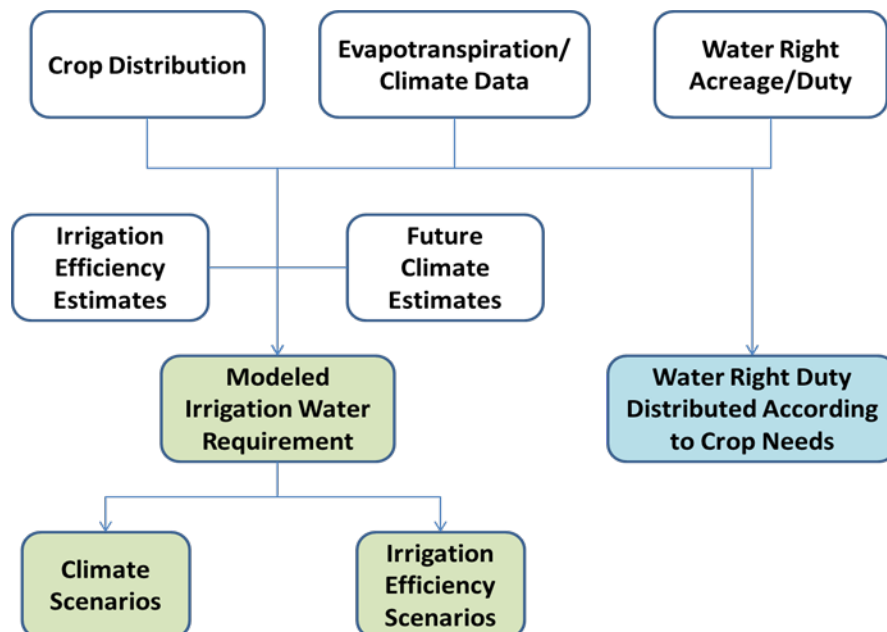 Crop Distribution
Evapotranspiration/
Climate Data
Water Right
Acreage/Duty
Irrigation
Efficiency
Estimates
Future
Climate
Estimates
Modeled
Irrigation Water
Requirement
Water Right Duty
Distributed According
to Crop Needs
Climate
Scenarios
Irrigation
Efficiency
Scenarios